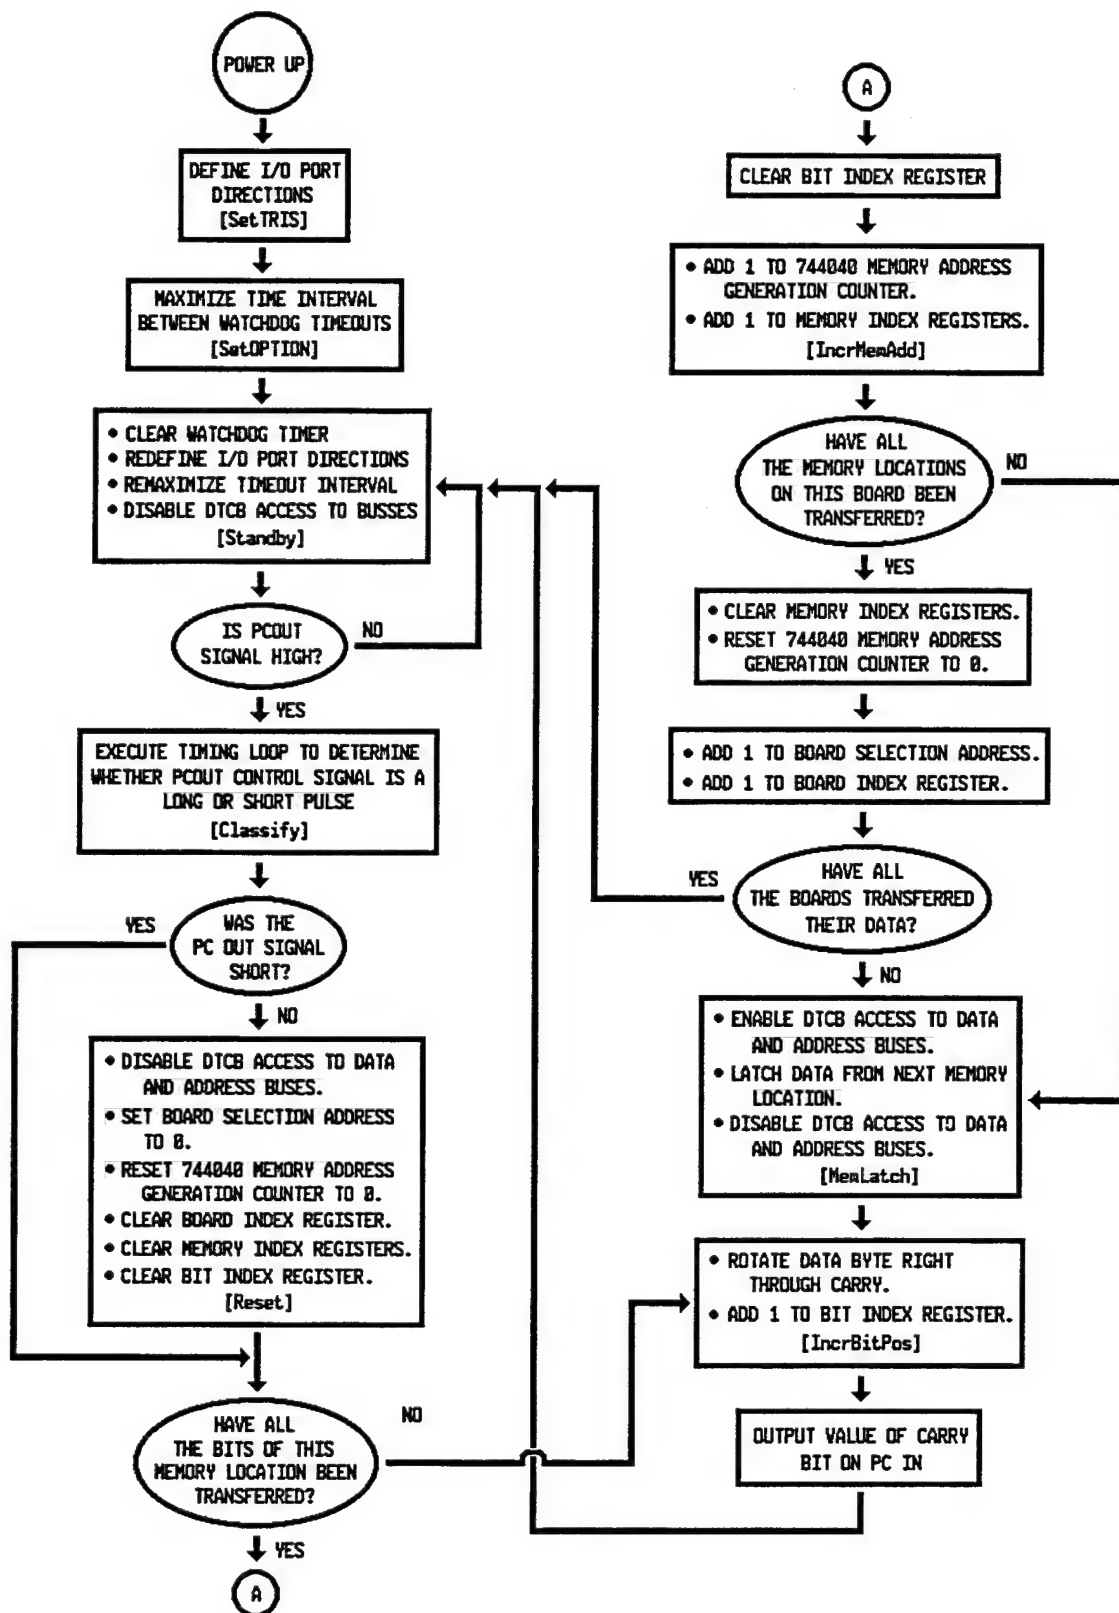 POWER UP
DEFINE I/O PORT
DIRECTIONS
[SetTRIS]
MAXIMIZE TIME INTERVAL
BETWEEN WATCHDOG TIMEOUTS
[SetOPTION]
• CLEAR WATCHDOG TIMER
• REDEFINE I/O PORT DIRECTIONS
• REMAXIMIZE TIMEOUT INTERVAL
• DISABLE DTCB ACCESS TO BUSSES
[Standby]
IS PCOUT
SIGNAL HIGH?
NO
YES
EXECUTE TIMING LOOP TO DETERMINE
WHETHER PCOUT CONTROL SIGNAL IS A
LONG OR SHORT PULSE
[Classify]
YES
WAS THE
PC OUT SIGNAL
SHORT?
NO
• DISABLE DTCB ACCESS TO DATA
AND ADDRESS BUSES.
• SET BOARD SELECTION ADDRESS
TO 0.
• RESET 744040 MEMORY ADDRESS
GENERATION COUNTER TO 0.
• CLEAR BOARD INDEX REGISTER.
• CLEAR MEMORY INDEX REGISTERS.
• CLEAR BIT INDEX REGISTER.
[Reset]
HAVE ALL
THE BITS OF THIS
MEMORY LOCATION BEEN
TRANSFERRED?
NO
YES
A
A
CLEAR BIT INDEX REGISTER
• ADD 1 TO 744040 MEMORY ADDRESS
GENERATION COUNTER.
• ADD 1 TO MEMORY INDEX REGISTERS.
[IncrMemAdd]
HAVE ALL
THE MEMORY LOCATIONS
ON THIS BOARD BEEN
TRANSFERRED?
NO
YES
• CLEAR MEMORY INDEX REGISTERS.
• RESET 744040 MEMORY ADDRESS
GENERATION COUNTER TO 0.
• ADD 1 TO BOARD SELECTION ADDRESS.
• ADD 1 TO BOARD INDEX REGISTER.
YES
HAVE ALL
THE BOARDS TRANSFERRED
THEIR DATA?
NO
• ENABLE DTCB ACCESS TO DATA
AND ADDRESS BUSES.
• LATCH DATA FROM NEXT MEMORY
LOCATION.
• DISABLE DTCB ACCESS TO DATA
AND ADDRESS BUSES.
[MemLatch]
• ROTATE DATA BYTE RIGHT
THROUGH CARRY.
• ADD 1 TO BIT INDEX REGISTER.
[IncrBitPos]
OUTPUT VALUE OF CARRY
BIT ON PC IN